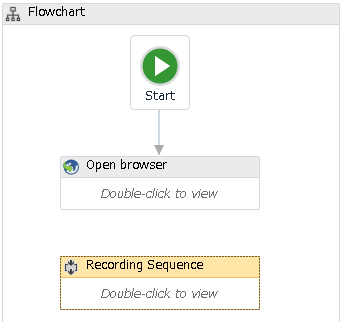 Flowchart
Start
Open browser
Double-click to view
Recording Sequence
Double-click to view